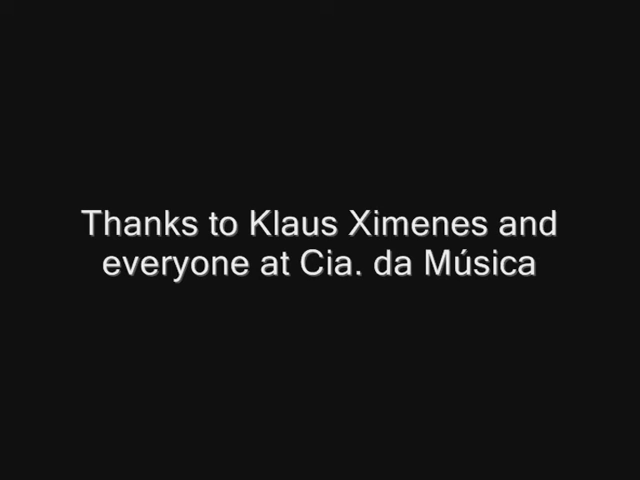 Thanks to Klaus Ximenes and
everyone at Cia. da Música